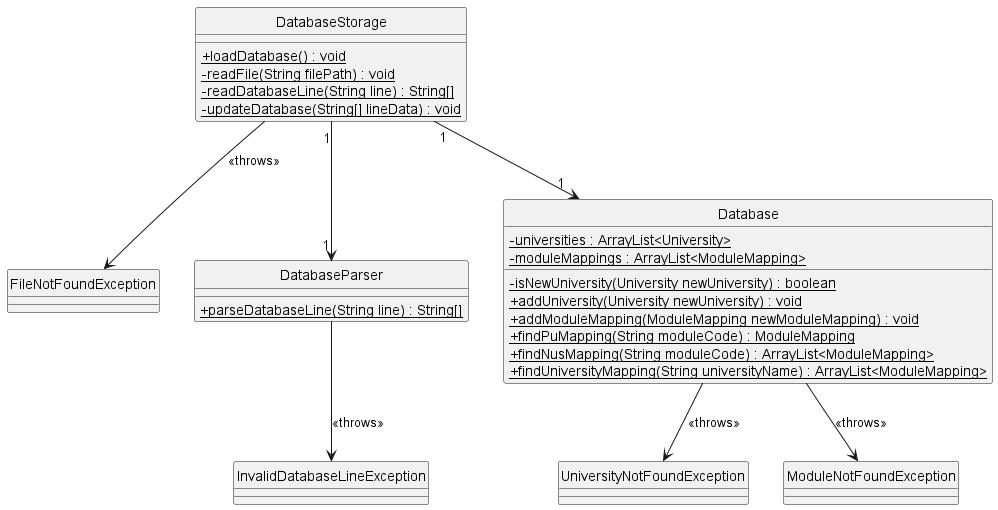 DatabaseStorage
+loadDatabase() : void
-readFile(String filePath) : void
-readDatabaseLine(String line) : String[]
-updateDatabase(String[] lineData) : void
1
1
«throws»
1
1
Database
-universities : ArrayList<University>
-moduleMappings : ArrayList<ModuleMapping>
-isNewUniversity(University newUniversity) : boolean
+addUniversity(University newUniversity) : void
+addModuleMapping(ModuleMapping newModuleMapping) : void
+findPuMapping(String moduleCode) : ModuleMapping
+findNusMapping(String moduleCode) : ArrayList<ModuleMapping>
+findUniversityMapping(String universityName) : ArrayList<ModuleMapping>
FileNotFoundException
DatabaseParser
+parseDatabaseLine(String line) : String[]
«throws»
«throws»
«throws»
InvalidDatabaseLineException
UniversityNotFoundException
ModuleNotFoundException